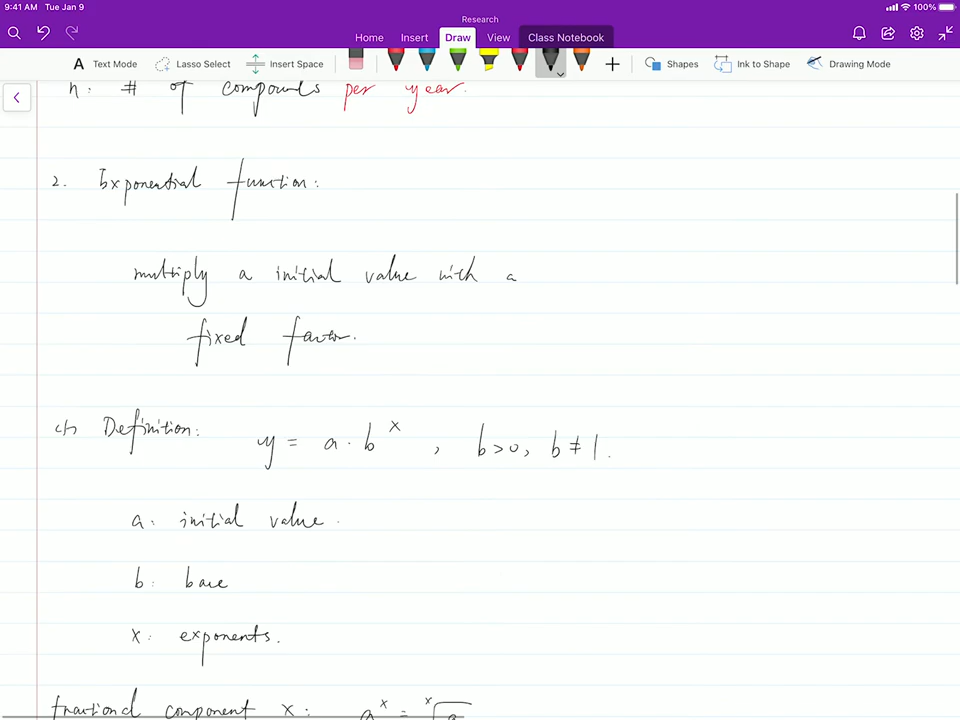 9:41 AM Tue Jan 9
100%
Research
Home Insert Draw View Class Notebook
A Text Mode Lasso Select Insert Space Shapes Ink to Shape Drawing Mode
n: # of compounds per year.
2. Exponential function:
multiply a initial value with a
fixed factor.
(1) Definition: y = a · b^x , b>0, b≠1.
a: initial value.
b: base
x: exponents.
fractional component x: a^x = ^x√a